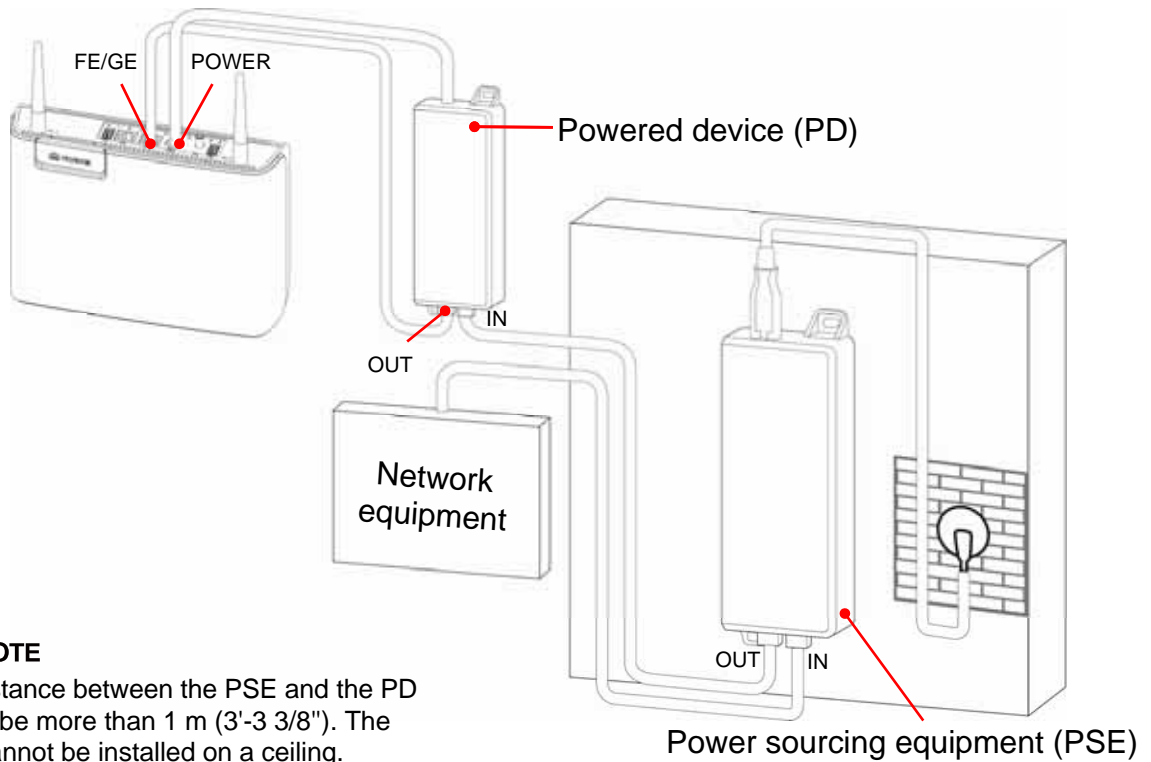 FE/GE POWER
Powered device (PD)
IN
OUT
Network
equipment
OUT IN
OTE
stance between the PSE and the PD
be more than 1 m (3'-3 3/8"). The
annot be installed on a ceiling.
Power sourcing equipment (PSE)